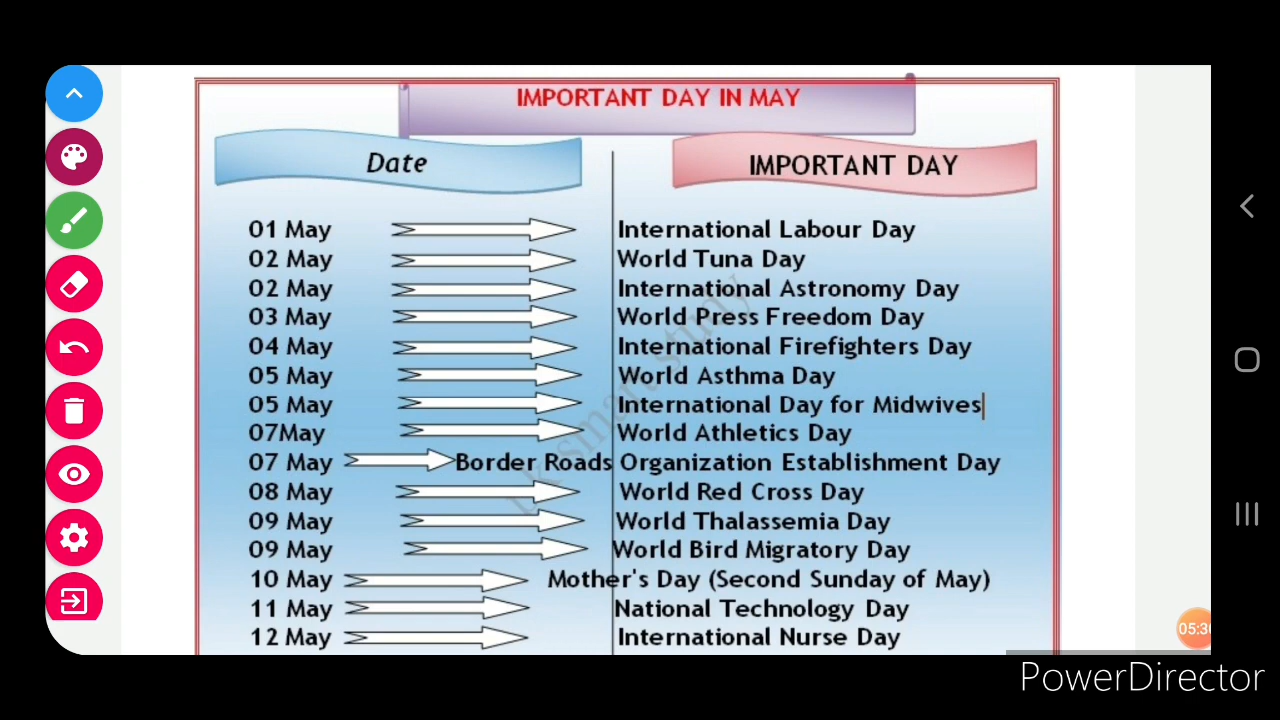 IMPORTANT DAY IN MAY
Date IMPORTANT DAY
01 May International Labour Day
02 May World Tuna Day
02 May International Astronomy Day
03 May World Press Freedom Day
04 May International Firefighters Day
05 May World Asthma Day
05 May International Day for Midwives
07May World Athletics Day
07 May Border Roads Organization Establishment Day
08 May World Red Cross Day
09 May World Thalassemia Day
09 May World Bird Migratory Day
10 May Mother's Day (Second Sunday of May)
11 May National Technology Day
12 May International Nurse Day
smart study
PowerDirector